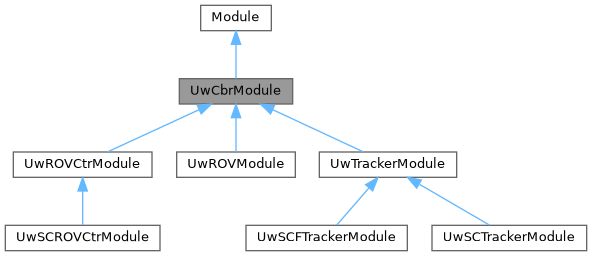 Module
UwCbrModule
UwROVCtrModule
UwROVModule
UwTrackerModule
UwSCROVCtrModule
UwSCFTrackerModule
UwSCTrackerModule